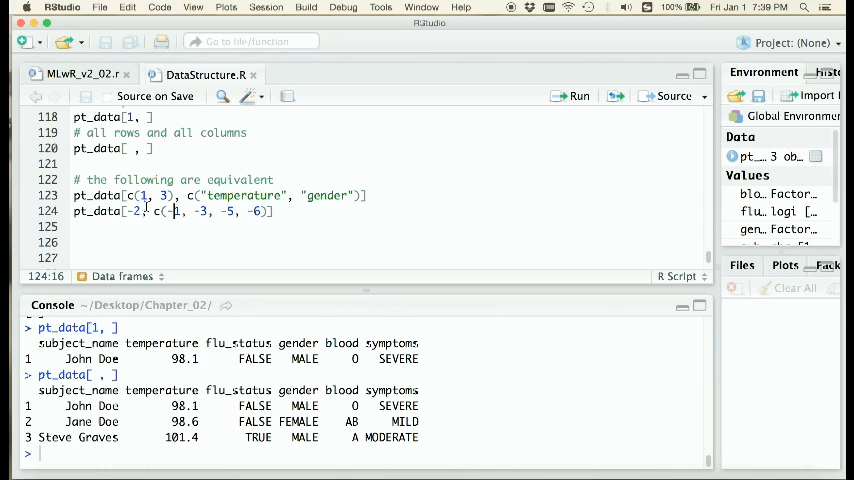 RStudio File Edit Code View Plots Session Build Debug Tools Window Help 100% Fri Jan 1 7:39 PM
RStudio
Go to file/function Project: (None)
MLwR_v2_02.r DataStructure.R
Source on Save Run Source
118 pt_data[1, ]
119 # all rows and all columns
120 pt_data[ , ]
121
122 # the following are equivalent
123 pt_data[c(1, 3), c("temperature", "gender")]
124 pt_data[-2, c(-1, -3, -5, -6)]
125
126
127
124:16 Data frames R Script
Console ~/Desktop/Chapter_02/
> pt_data[1, ]
subject_name temperature flu_status gender blood symptoms
1 John Doe 98.1 FALSE MALE O SEVERE
> pt_data[ , ]
subject_name temperature flu_status gender blood symptoms
1 John Doe 98.1 FALSE MALE O SEVERE
2 Jane Doe 98.6 FALSE FEMALE AB MILD
3 Steve Graves 101.4 TRUE MALE A MODERATE
>
Environment Histo
Import
Global Environme
Data
pt_… 3 ob…
Values
blo… Factor…
flu… logi […
gen… Factor…
Files Plots Pack
Clear All